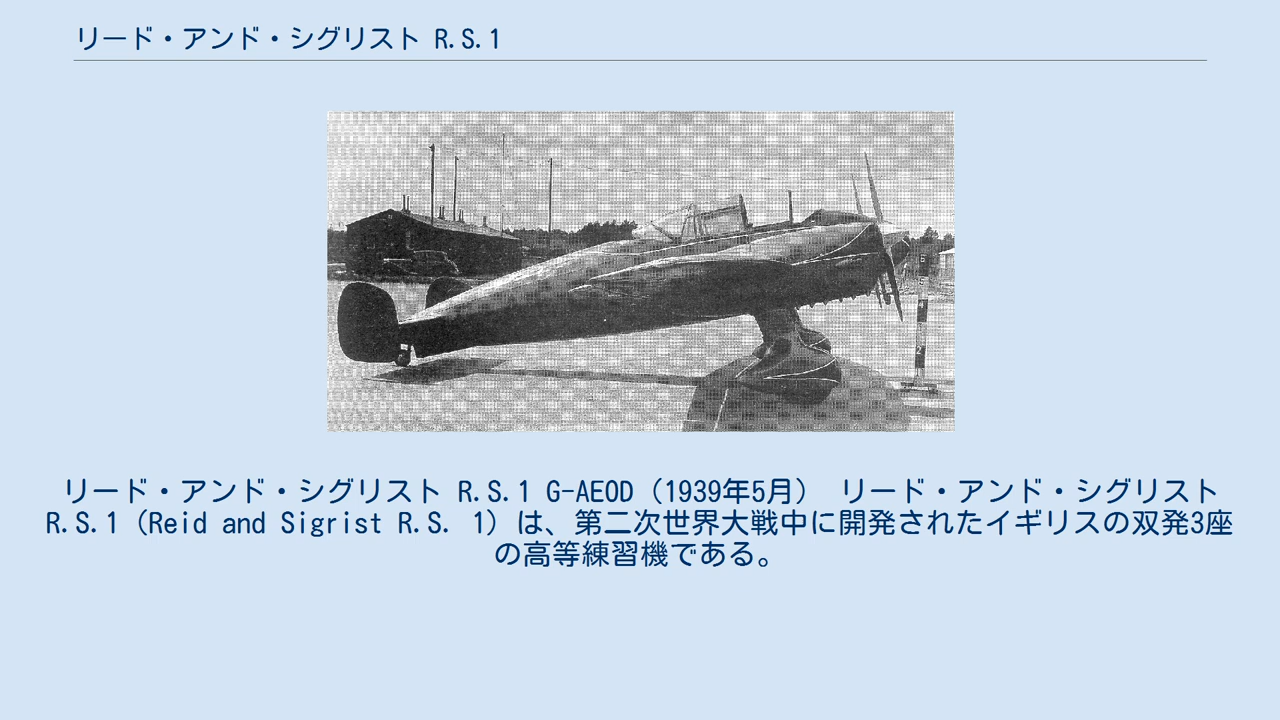 リード・アンド・シグリスト R.S.1
リード・アンド・シグリスト R.S.1 G-AEOD（1939年5月） リード・アンド・シグリスト
R.S.1（Reid and Sigrist R.S. 1）は、第二次世界大戦中に開発されたイギリスの双発3座
の高等練習機である。